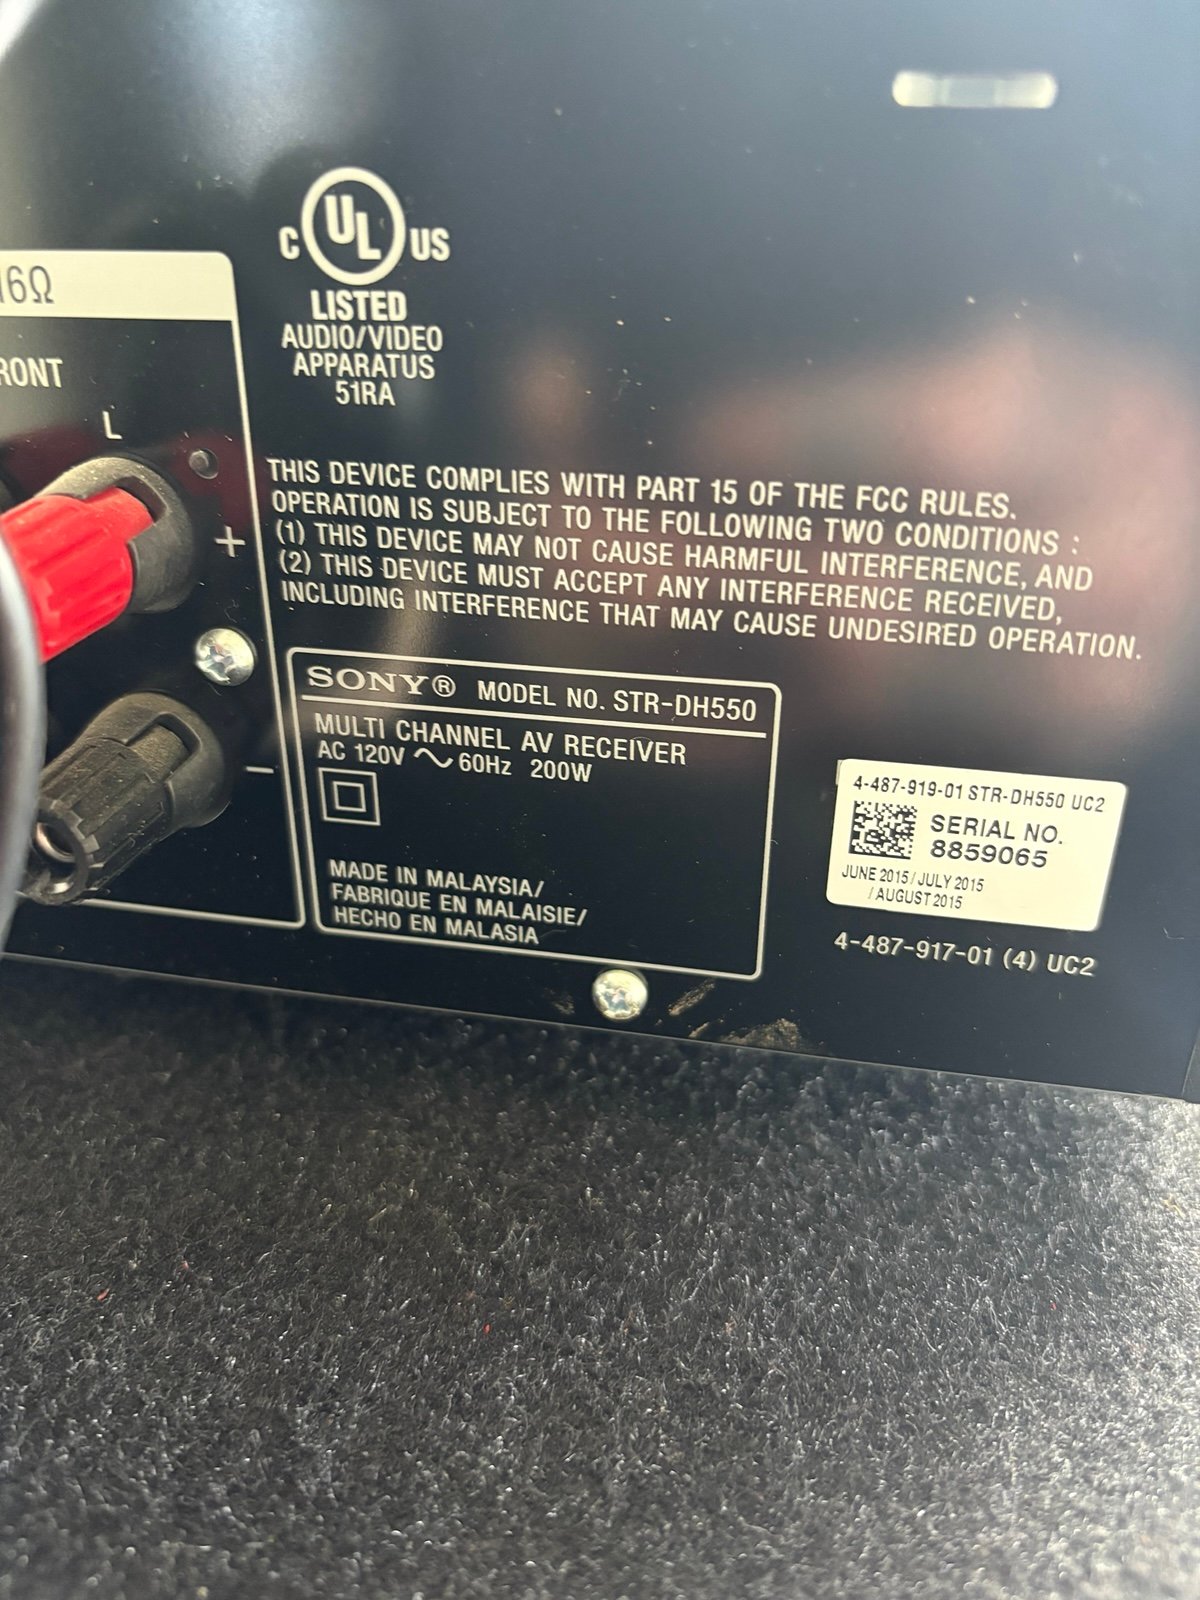 C UL US
LISTED
AUDIO/VIDEO
APPARATUS
51RA
16Ω
L
+
THIS DEVICE COMPLIES WITH PART 15 OF THE FCC RULES.
OPERATION IS SUBJECT TO THE FOLLOWING TWO CONDITIONS :
(1) THIS DEVICE MAY NOT CAUSE HARMFUL INTERFERENCE, AND
(2) THIS DEVICE MUST ACCEPT ANY INTERFERENCE RECEIVED,
INCLUDING INTERFERENCE THAT MAY CAUSE UNDESIRED OPERATION.
−
SONY® MODEL NO. STR-DH550
MULTI CHANNEL AV RECEIVER
AC 120V ~ 60Hz 200W
MADE IN MALAYSIA/
FABRIQUE EN MALAISIE/
HECHO EN MALASIA
4-487-919-01 STR-DH550 UC2
SERIAL NO.
8859065
JUNE 2015/JULY 2015
/AUGUST 2015
4-487-917-01 (4) UC2